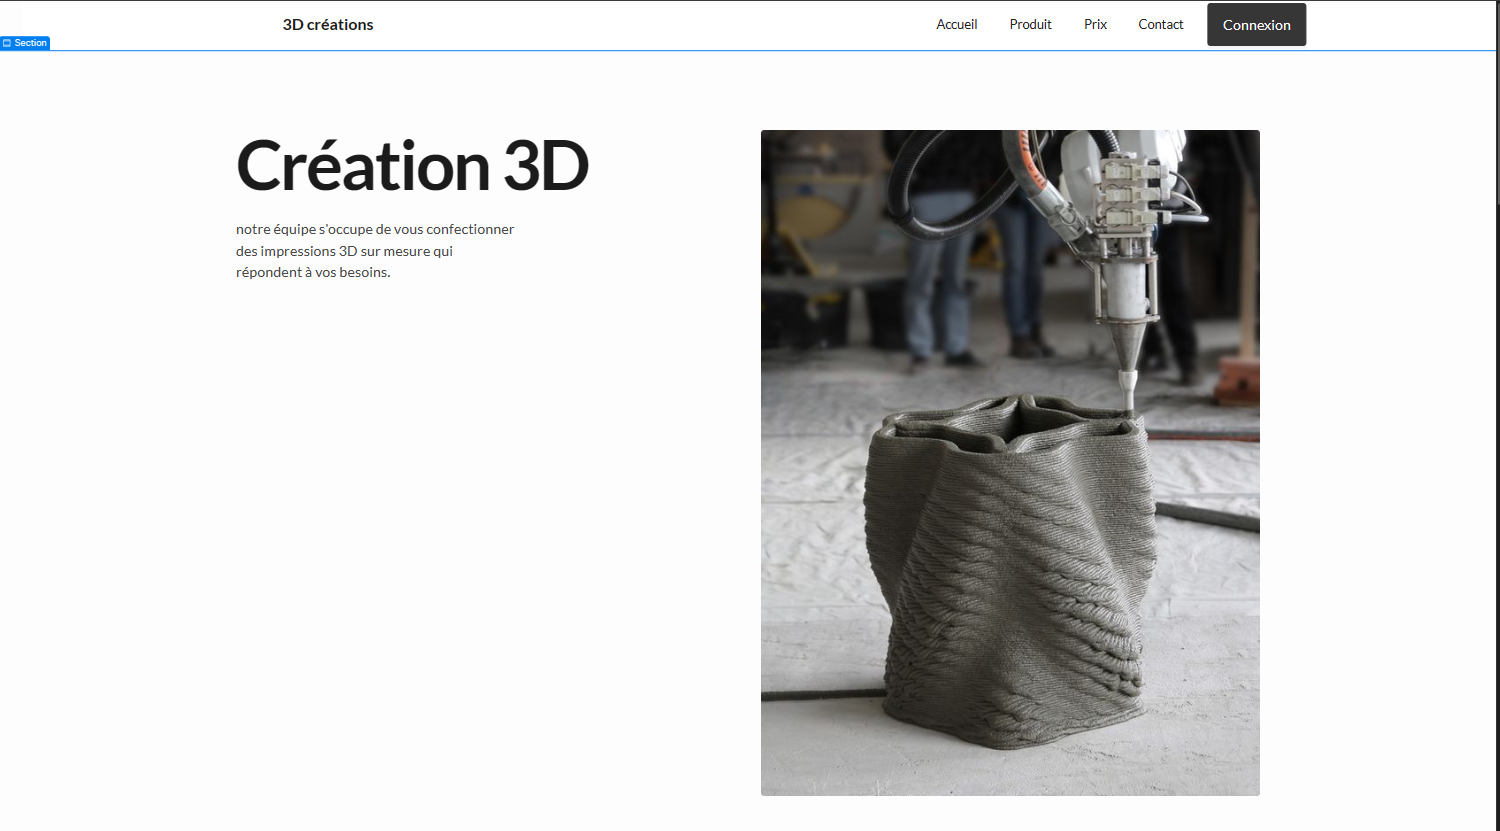 3D créations
Accueil
Produit
Prix
Contact
Connexion
Section
Création 3D
notre équipe s'occupe de vous confectionner
des impressions 3D sur mesure qui
répondent à vos besoins.